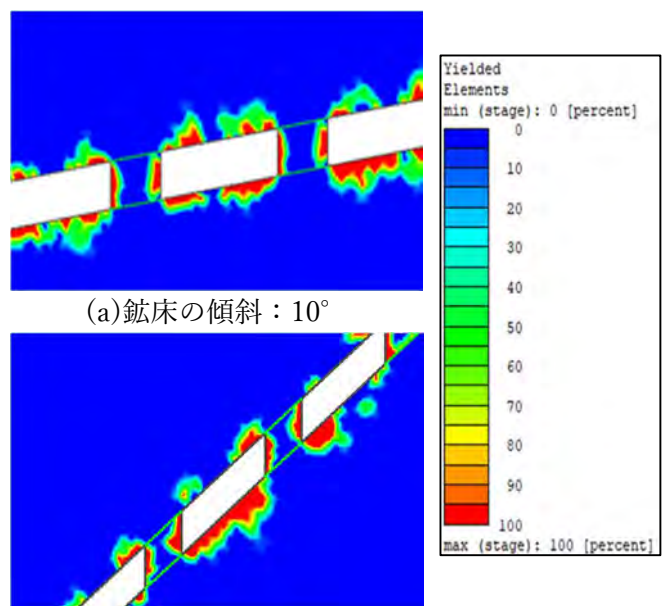 (a)鉱床の傾斜：10°
Yielded
Elements
min (stage): 0 [percent]
0
10
20
30
40
50
60
70
80
90
100
max (stage): 100 [percent]